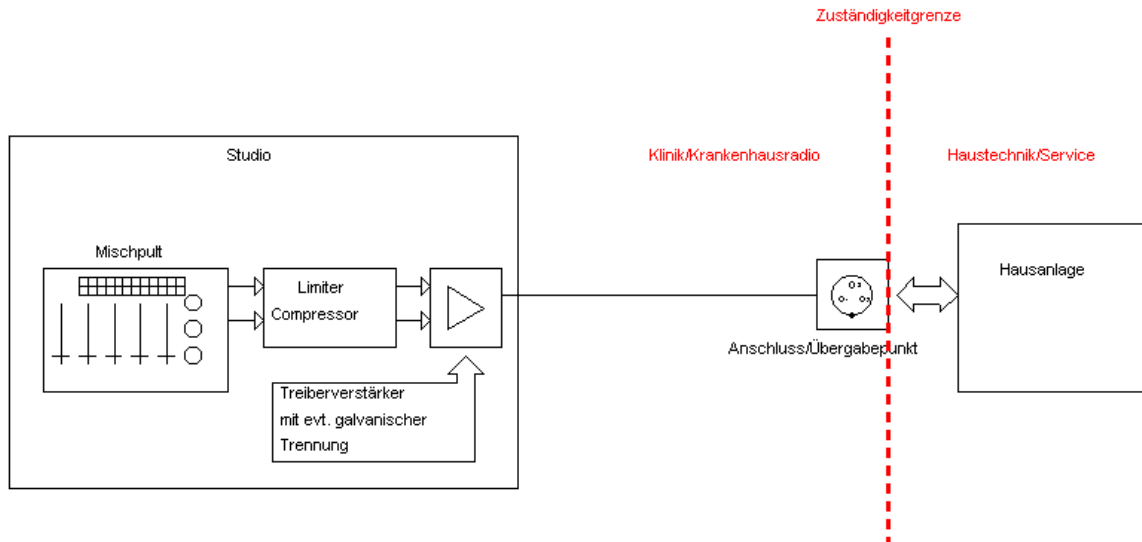 Zuständigkeitgrenze
Studio
Klinik/Krankenhausradio
Haustechnik/Service
Mischpult
Limiter
Compressor
Hausanlage
Anschluss/Übergabepunkt
Treiberverstärker
mit evt. galvanischer
Trennung